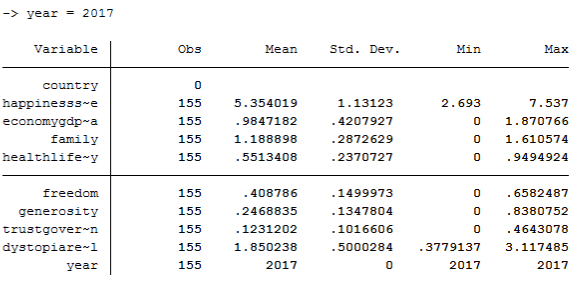 -> year = 2017
Variable Obs Mean Std. Dev. Min Max
country 0
happinesss~e 155 5.354019 1.13123 2.693 7.537
economygdp~a 155 .9847182 .4207927 0 1.870766
family 155 1.188898 .2872629 0 1.610574
healthlife~y 155 .5513408 .2370727 0 .9494924
freedom 155 .408786 .1499973 0 .6582487
generosity 155 .2468835 .1347804 0 .8380752
trustgover~n 155 .1231202 .1016606 0 .4643078
dystopiare~l 155 1.850238 .5000284 .3779137 3.117485
year 155 2017 0 2017 2017